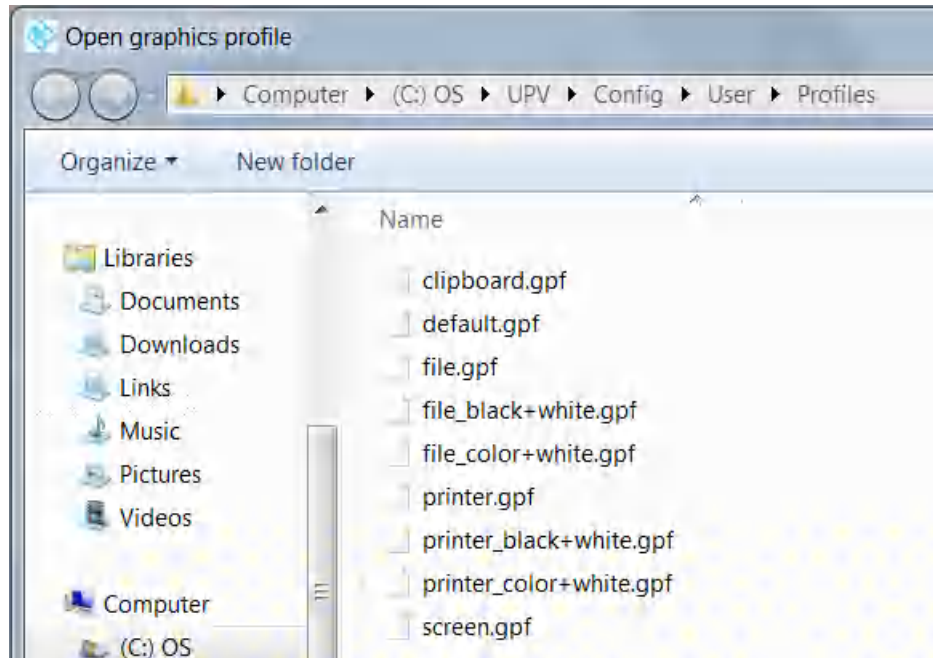 Open graphics profile
Computer (C:) OS UPV Config User Profiles
Organize New folder
Libraries
Documents
Downloads
Links
Music
Pictures
Videos
Computer
(C:) OS
Name
clipboard.gpf
default.gpf
file.gpf
file_black+white.gpf
file_color+white.gpf
printer.gpf
printer_black+white.gpf
printer_color+white.gpf
screen.gpf